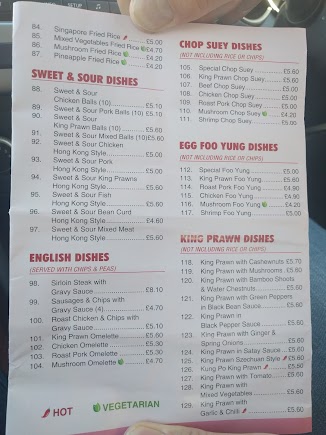 84. Singapore Fried Rice £5.00
85. Mixed Vegetables Fried Rice £4.70
86. Mushroom Fried Rice £4.20
87. Pineapple Fried Rice £4.20
SWEET & SOUR DISHES
88. Sweet & Sour
Chicken Balls (10) £5.10
89. Sweet & Sour Pork Balls (10) £5.10
90. Sweet & Sour
King Prawn Balls (10) £5.60
91. Sweet & Sour Mixed Balls (10) £5.60
92. Sweet & Sour Chicken
Hong Kong Style £5.00
93. Sweet & Sour Pork
Hong Kong Style £5.00
94. Sweet & Sour King Prawns
Hong Kong Style £5.60
95. Sweet & Sour Fish
Hong Kong Style £5.60
96. Sweet & Sour Bean Curd
Hong Kong Style £4.60
97. Sweet & Sour Mixed Meat
Hong Kong Style £5.60
ENGLISH DISHES
(SERVED WITH CHIPS & PEAS)
98. Sirloin Steak with
Gravy Sauce £8.10
99. Sausages & Chips with
Gravy Sauce (4) £4.70
100. Roast Chicken & Chips with
Gravy Sauce £5.10
101. King Prawn Omelette £5.60
102. Chicken Omelette £5.30
103. Roast Pork Omelette £5.30
104. Mushroom Omelette £4.70
HOT VEGETARIAN
CHOP SUEY DISHES
(NOT INCLUDING RICE OR CHIPS)
105. Special Chop Suey £5.60
106. King Prawn Chop Suey £5.60
107. Beef Chop Suey £5.00
108. Chicken Chop Suey £5.00
109. Roast Pork Chop Suey £5.00
110. Mushroom Chop Suey £4.20
111. Shrimp Chop Suey £5.00
EGG FOO YUNG DISHES
(NOT INCLUDING RICE OR CHIPS)
112. Special Foo Yung £5.00
113. King Prawn Foo Yung £5.60
114. Roast Pork Foo Yung £4.90
115. Chicken Foo Yung £4.90
116. Mushroom Foo Yung £4.20
117. Shrimp Foo Yung £5.00
KING PRAWN DISHES
(NOT INCLUDING RICE OR CHIPS)
118. King Prawn with Cashewnuts £5.70
119. King Prawn with Mushrooms £5.60
120. King Prawn with Bamboo Shoots
& Water Chestnuts £5.60
121. King Prawn with Green Peppers
in Black Bean Sauce £5.60
122. King Prawn in
Black Pepper Sauce £5.60
123. King Prawn with Ginger &
Spring Onions £5.60
124. King Prawn in Satay Sauce £5.60
125. King Prawn Szechuan Style £5.60
126. Kung Po King Prawn £5.60
127. King Prawn with Tomato £5.60
128. King Prawn with
Mixed Vegetables £5.60
129. King Prawn with
Garlic & Chilli £5.60